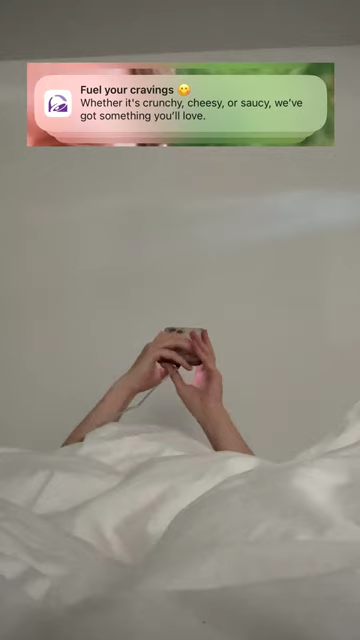 Fuel your cravings 😋
Whether it's crunchy, cheesy, or saucy, we've
got something you'll love.